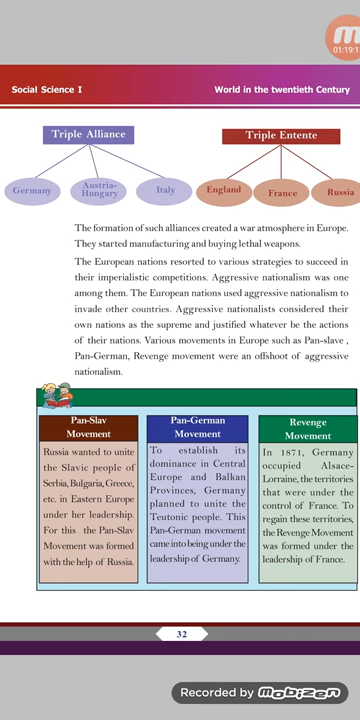 01:19:1
Social Science I
World in the twentieth Century
Triple Alliance
Triple Entente
Germany
Austria-
Hungary
Italy
England
France
Russia
The formation of such alliances created a war atmosphere in Europe.
They started manufacturing and buying lethal weapons.
The European nations resorted to various strategies to succeed in
their imperialistic competitions. Aggressive nationalism was one
among them. The European nations used aggressive nationalism to
invade other countries. Aggressive nationalists considered their
own nations as the supreme and justified whatever be the actions
of their nations. Various movements in Europe such as Pan-slave ,
Pan-German, Revenge movement were an offshoot of aggressive
nationalism.
Pan-Slav
Movement
Russia wanted to unite
the Slavic people of
Serbia, Bulgaria, Greece,
etc. in Eastern Europe
under her leadership.
For this the Pan-Slav
Movement was formed
with the help of Russia.
Pan-German
Movement
To establish its
dominance in Central
Europe and Balkan
Provinces, Germany
planned to unite the
Teutonic people. This
Pan-German movement
came into being under the
leadership of Germany.
Revenge
Movement
In 1871, Germany
occupied Alsace-
Lorraine, the territories
that were under the
control of France. To
regain these territories,
the Revenge Movement
was formed under the
leadership of France.
32
Recorded by mobizen